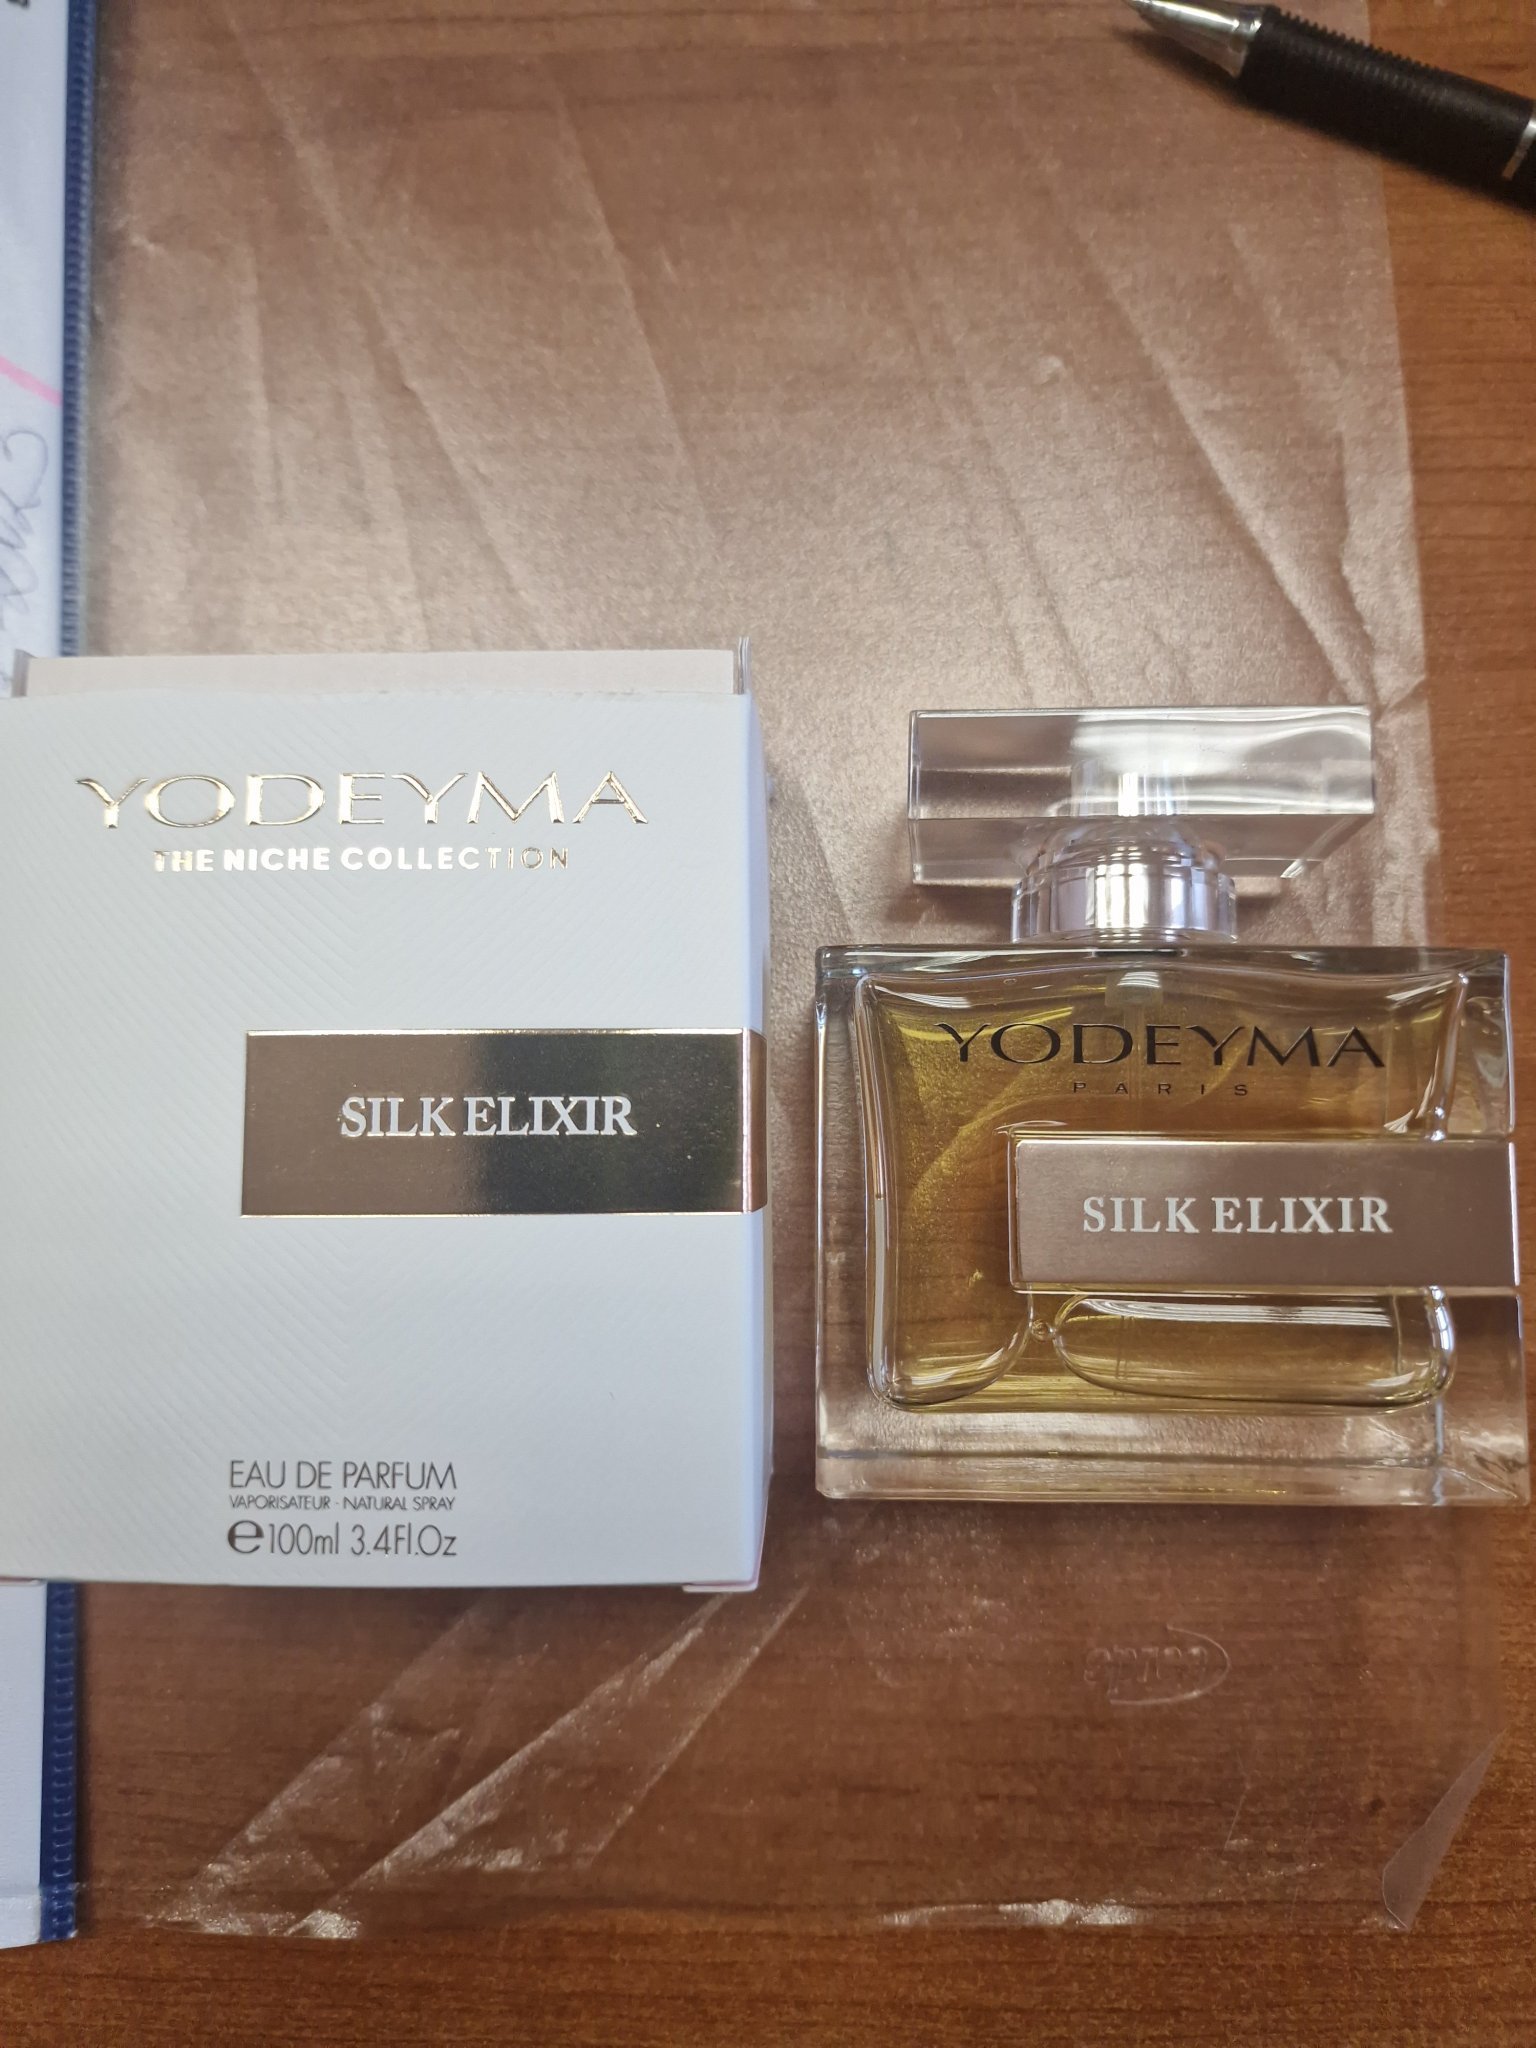 YODEYMA
THE NICHE COLLECTION
SILK ELIXIR
EAU DE PARFUM
VAPORISATEUR - NATURAL SPRAY
℮100ml 3.4Fl.Oz
YODEYMA
PARIS
SILK ELIXIR